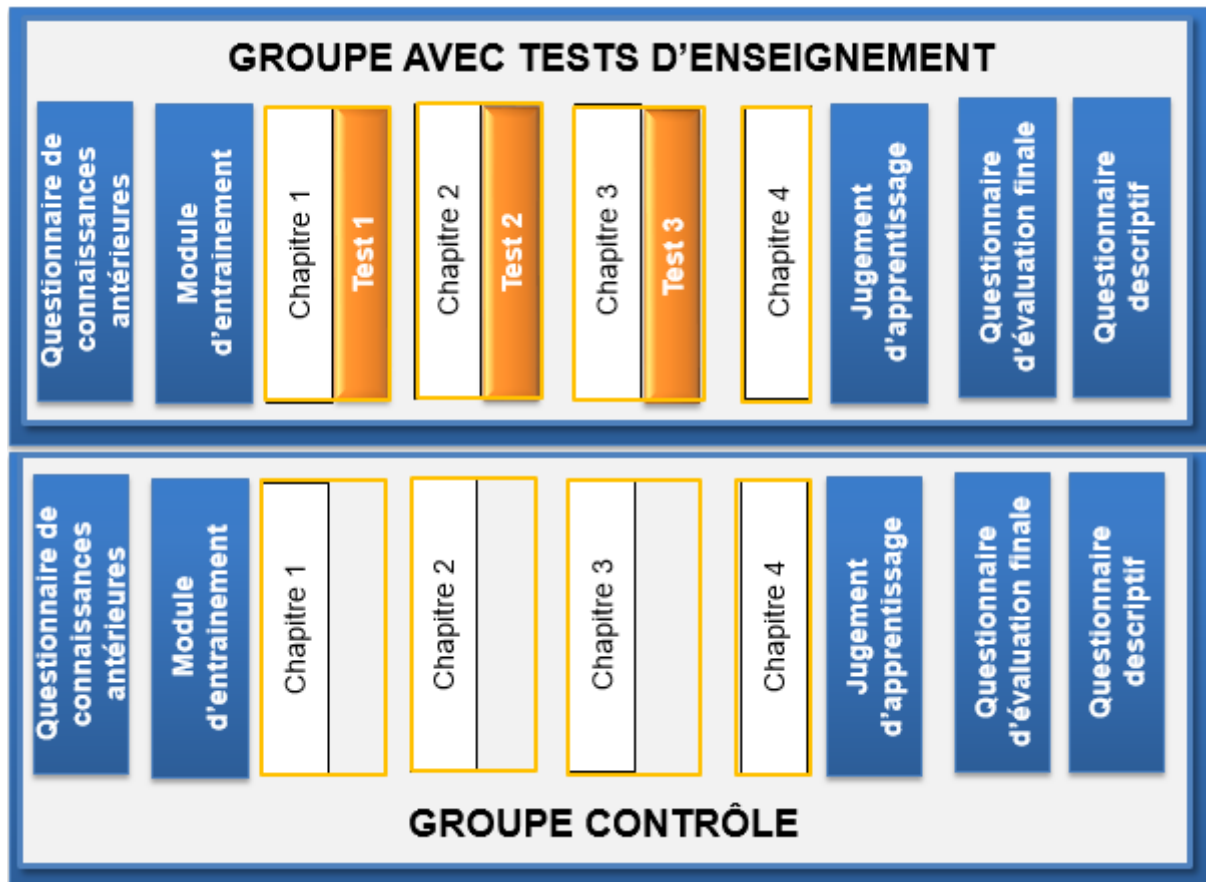 GROUPE AVEC TESTS D'ENSEIGNEMENT
Questionnaire de
connaissances
antérieures
Module
d'entrainement
Chapitre 1
Test 1
Chapitre 2
Test 2
Chapitre 3
Test 3
Chapitre 4
Jugement
d'apprentissage
Questionnaire
d'évaluation finale
Questionnaire
descriptif
Questionnaire de
connaissances
antérieures
Module
d'entrainement
Chapitre 1
Chapitre 2
Chapitre 3
Chapitre 4
Jugement
d'apprentissage
Questionnaire
d'évaluation finale
Questionnaire
descriptif
GROUPE CONTRÔLE